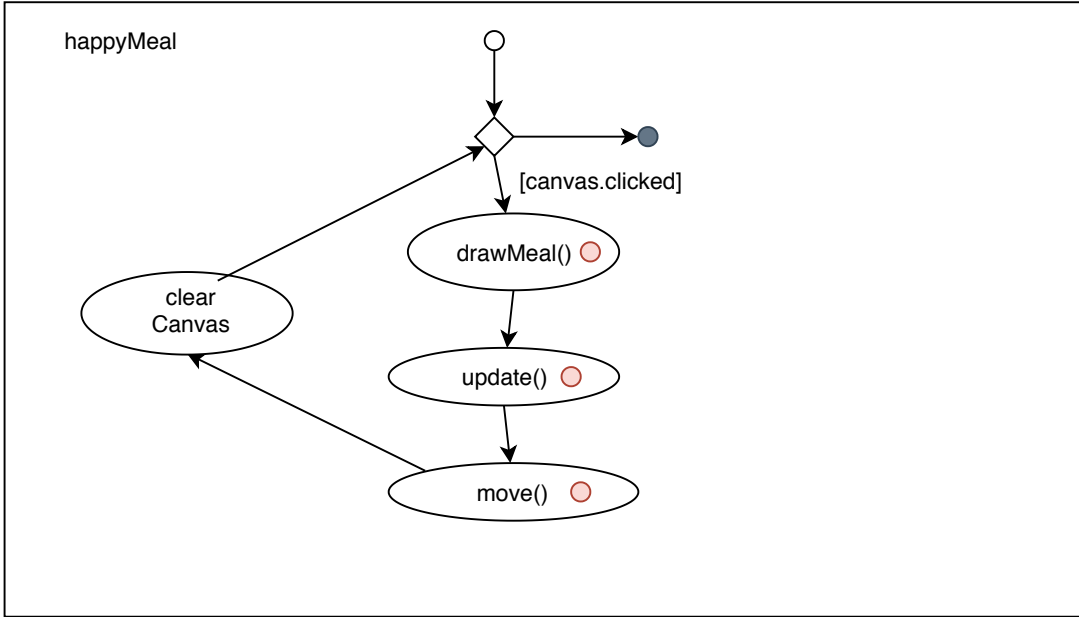 happyMeal
[canvas.clicked]
drawMeal()
clear
Canvas
update()
move()